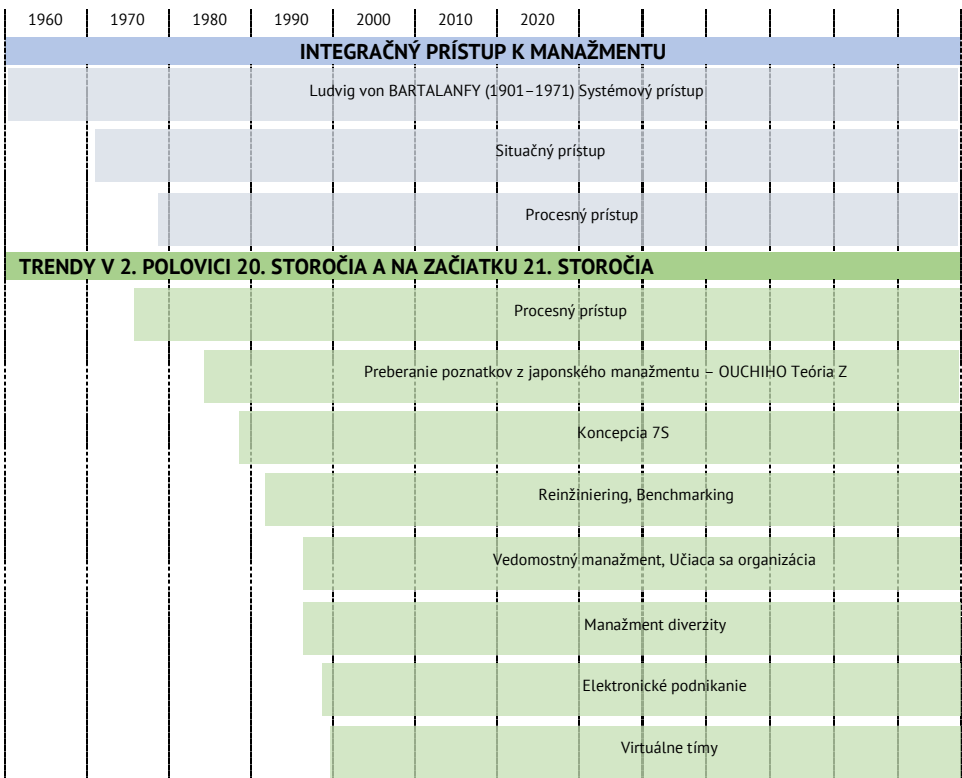 1960 1970 1980 1990 2000 2010 2020
INTEGRAČNÝ PRÍSTUP K MANAŽMENTU
Ludvig von BARTALANFY (1901–1971) Systémový prístup
Situačný prístup
Procesný prístup
TRENDY V 2. POLOVICI 20. STOROČIA A NA ZAČIATKU 21. STOROČIA
Procesný prístup
Preberanie poznatkov z japonského manažmentu – OUCHIHO Teória Z
Koncepcia 7S
Reinžiniering, Benchmarking
Vedomostný manažment, Učiaca sa organizácia
Manažment diverzity
Elektronické podnikanie
Virtuálne tímy